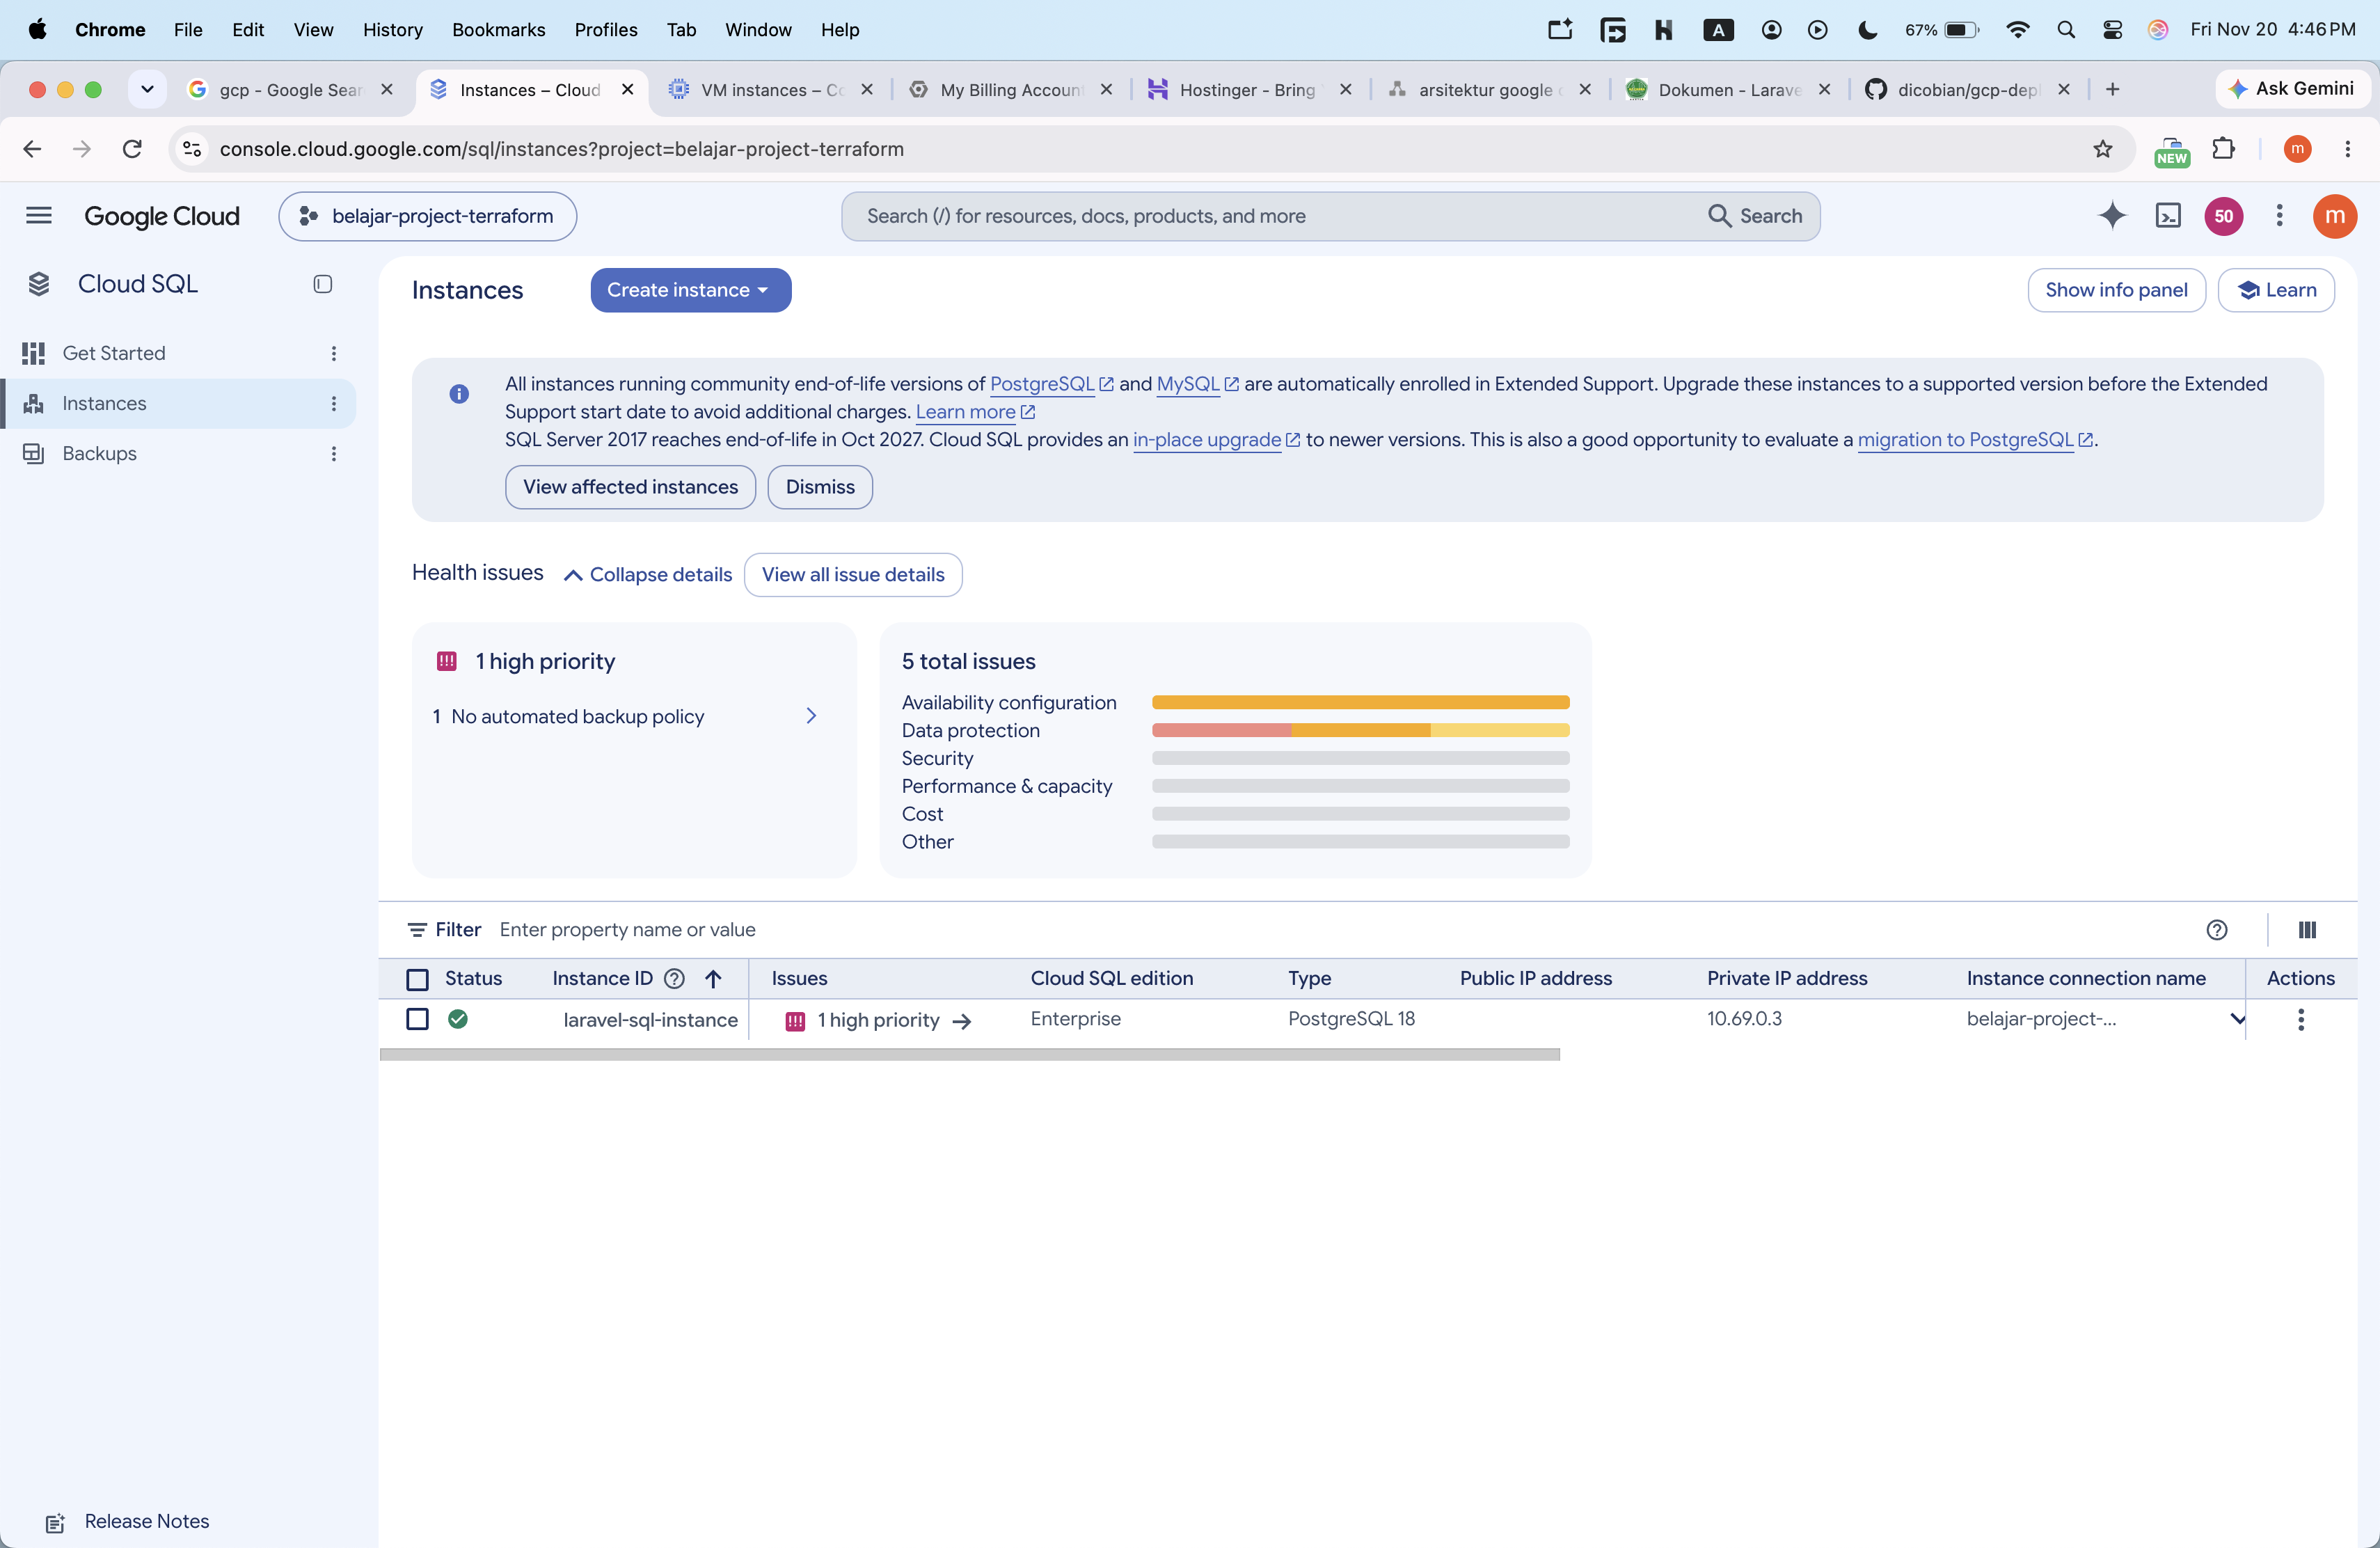 Chrome File Edit View History Bookmarks Profiles Tab Window Help A 67% Fri Nov 20 4:46 PM
gcp - Google Sear Instances – Cloud VM instances – Co My Billing Account Hostinger - Bring arsitektur google Dokumen - Larave dicobian/gcp-dep Ask Gemini
console.cloud.google.com/sql/instances?project=belajar-project-terraform NEW m
Google Cloud belajar-project-terraform Search (/) for resources, docs, products, and more Search 50 m
Cloud SQL
Get Started
Instances
Backups
Release Notes
Instances Create instance Show info panel Learn
All instances running community end-of-life versions of PostgreSQL and MySQL are automatically enrolled in Extended Support. Upgrade these instances to a supported version before the Extended
Support start date to avoid additional charges. Learn more
SQL Server 2017 reaches end-of-life in Oct 2027. Cloud SQL provides an in-place upgrade to newer versions. This is also a good opportunity to evaluate a migration to PostgreSQL.
View affected instances Dismiss
Health issues Collapse details View all issue details
1 high priority
1 No automated backup policy
5 total issues
Availability configuration
Data protection
Security
Performance & capacity
Cost
Other
Filter Enter property name or value
Status Instance ID Issues Cloud SQL edition Type Public IP address Private IP address Instance connection name Actions
laravel-sql-instance 1 high priority Enterprise PostgreSQL 18 10.69.0.3 belajar-project-...